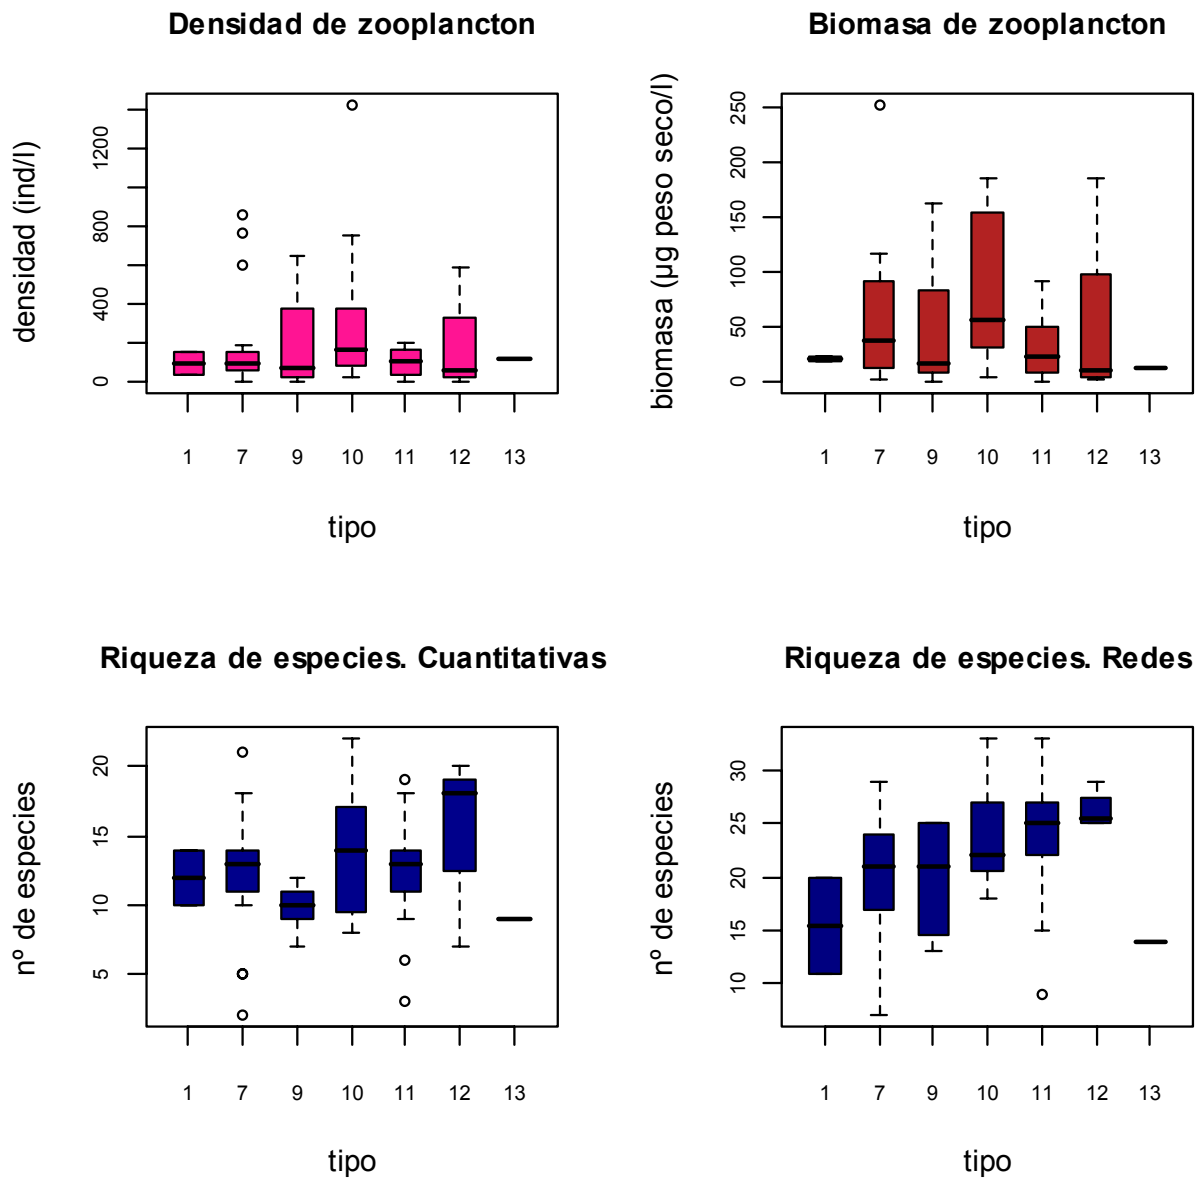 Densidad de zooplancton
densidad (ind/l)
1200
800
400
0
1 7 9 10 11 12 13
tipo
Biomasa de zooplancton
biomasa (µg peso seco/l)
250
200
150
100
50
0
1 7 9 10 11 12 13
tipo
Riqueza de especies. Cuantitativas
nº de especies
20
15
10
5
1 7 9 10 11 12 13
tipo
Riqueza de especies. Redes
nº de especies
30
25
20
15
10
1 7 9 10 11 12 13
tipo